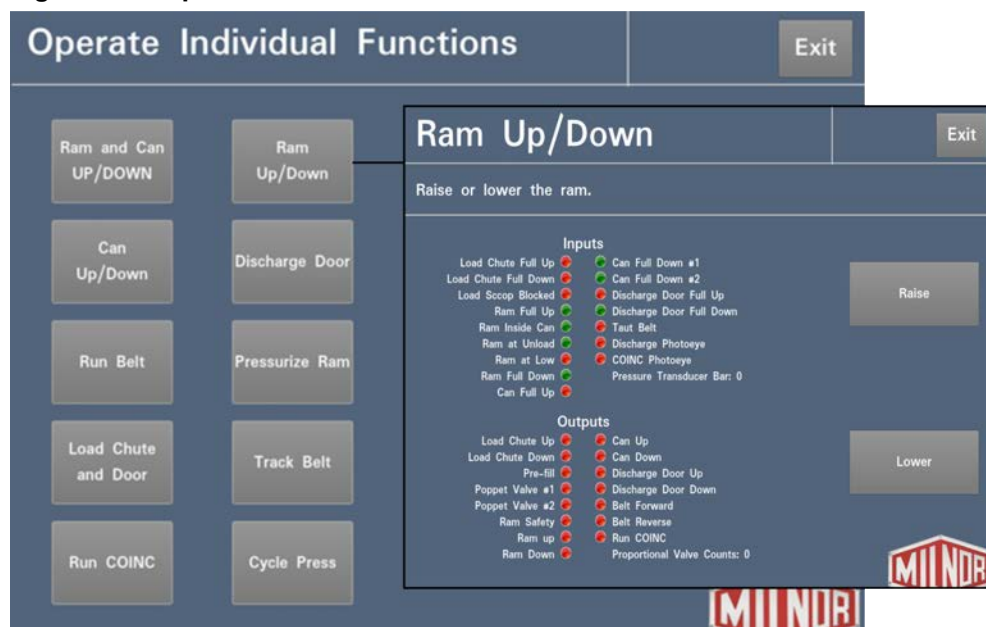 Operate Individual Functions
Exit
Ram and Can
UP/DOWN
Ram
Up/Down
Can
Up/Down
Discharge Door
Run Belt
Pressurize Ram
Load Chute
and Door
Track Belt
Run COINC
Cycle Press
Ram Up/Down
Exit
Raise or lower the ram.
Inputs
Load Chute Full Up
Can Full Down #1
Load Chute Full Down
Can Full Down #2
Load Sccop Blocked
Discharge Door Full Up
Ram Full Up
Discharge Door Full Down
Ram Inside Can
Taut Belt
Ram at Unload
Discharge Photoeye
Ram at Low
COINC Photoeye
Ram Full Down
Pressure Transducer Bar: 0
Can Full Up
Outputs
Load Chute Up
Can Up
Load Chute Down
Can Down
Pre-fill
Discharge Door Up
Poppet Valve #1
Discharge Door Down
Poppet Valve #2
Belt Forward
Ram Safety
Belt Reverse
Ram up
Run COINC
Ram Down
Proportional Valve Counts: 0
Raise
Lower
MILNOR
MILNOR